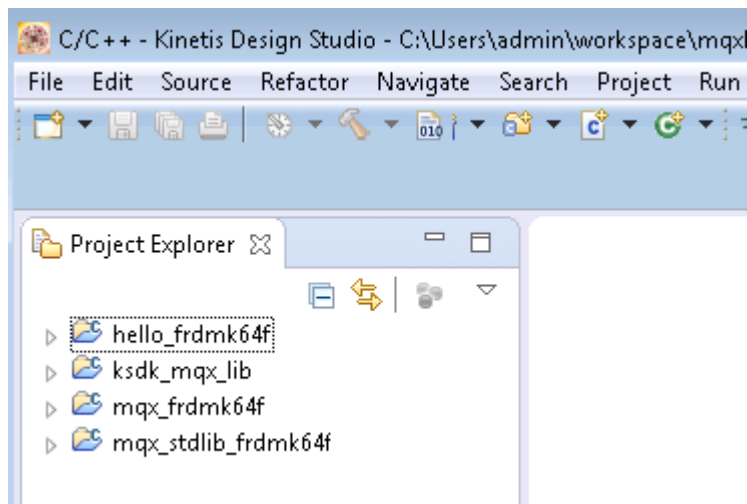 C/C++ - Kinetis Design Studio - C:\Users\admin\workspace\mqx
File Edit Source Refactor Navigate Search Project Run
010
Project Explorer
hello_frdmk64f
ksdk_mqx_lib
mqx_frdmk64f
mqx_stdlib_frdmk64f